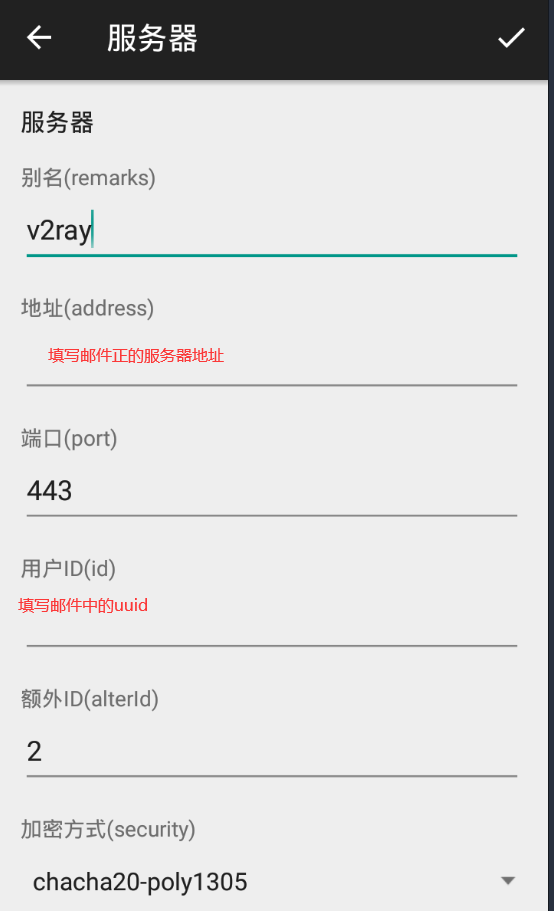 服务器
服务器
别名(remarks)
v2ray
地址(address)
填写邮件正的服务器地址
端口(port)
443
用户ID(id)
填写邮件中的uuid
额外ID(alterId)
2
加密方式(security)
chacha20-poly1305